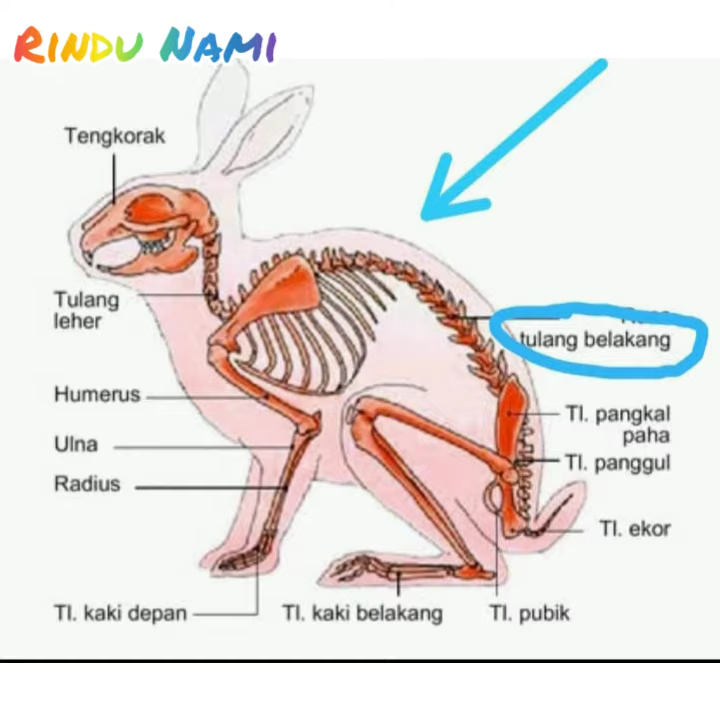 Rindu Nami
Tengkorak
Tulang
leher
tulang belakang
Humerus
Tl. pangkal
paha
Ulna
Tl. panggul
Radius
Tl. ekor
Tl. kaki depan
Tl. kaki belakang
Tl. pubik